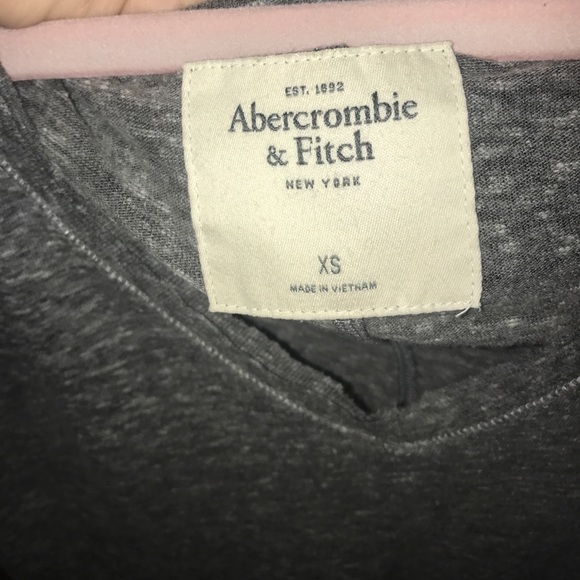 EST. 1892
Abercrombie
& Fitch
NEW YORK
XS
MADE IN VIETNAM